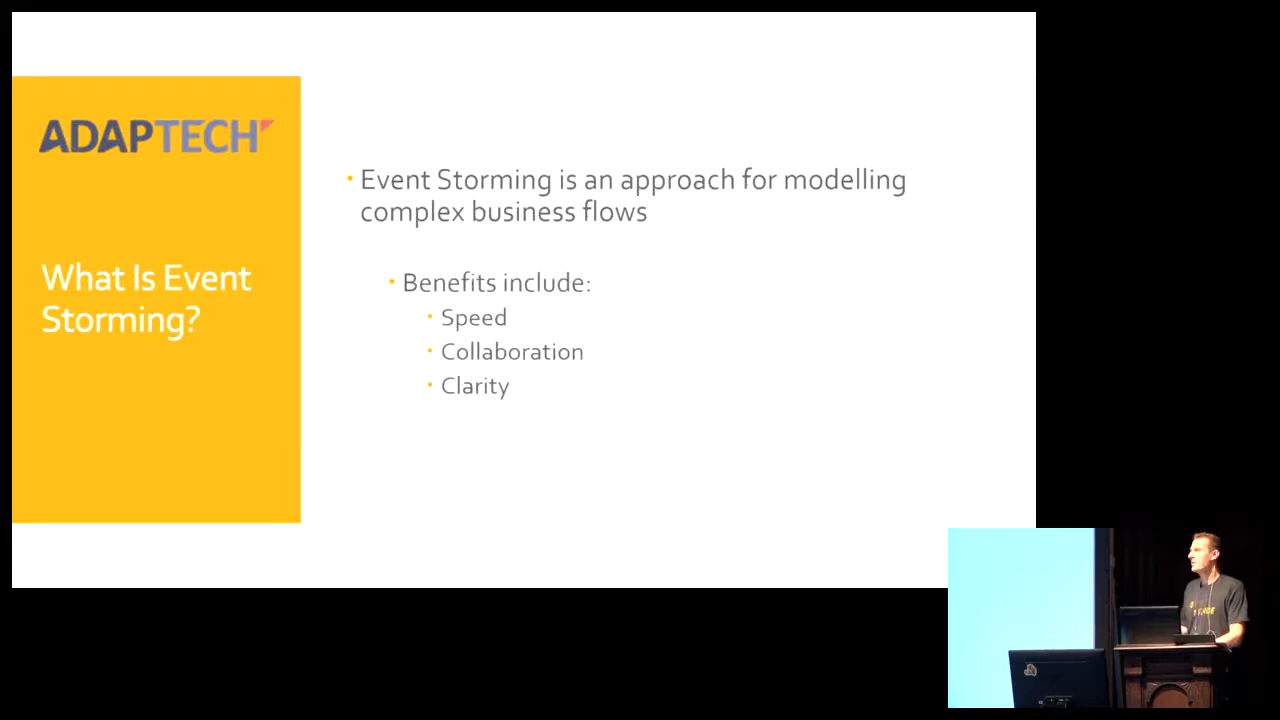 ADAPTECH
What Is Event
Storming?
Event Storming is an approach for modelling
complex business flows
Benefits include:
Speed
Collaboration
Clarity